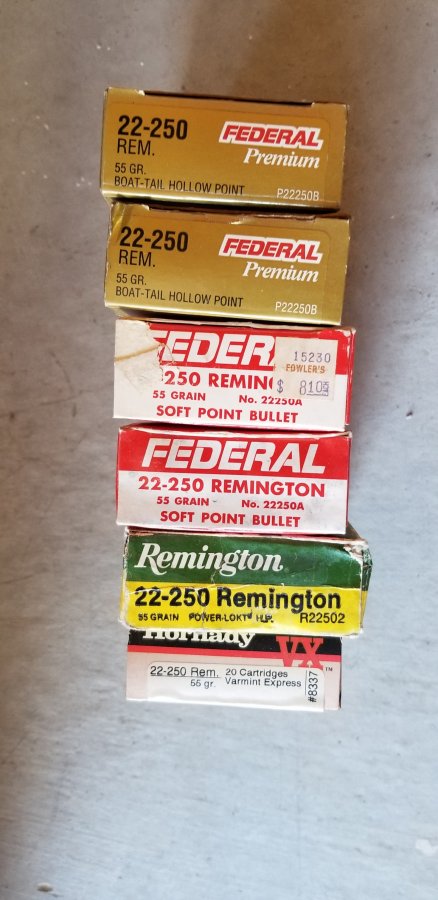 22-250
REM.
FEDERAL
Premium
55 GR.
BOAT-TAIL HOLLOW POINT
P22250B
22-250
REM.
FEDERAL
Premium
55 GR.
BOAT-TAIL HOLLOW POINT
P22250B
15230
FOWLER'S
-250
55 GRAIN No. 22250A
SOFT POINT BULLET
FEDERAL
22-250 REMINGTON
55 GRAIN No. 22250A
SOFT POINT BULLET
Remington
22-250 Remington
55 GRAIN POWER-LOKT® H.P. R22502
Hornady
VX™
22-250 Rem. 20 Cartridges
55 gr. Varmint Express
#8337